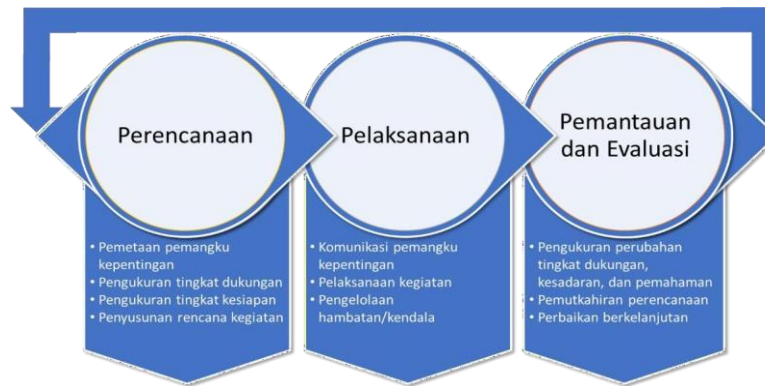 Perencanaan
• Pemetaan pemangku
kepentingan
• Pengukuran tingkat dukungan
• Pengukuran tingkat kesiapan
• Penyusunan rencana kegiatan
Pelaksanaan
• Komunikasi pemangku
kepentingan
• Pelaksanaan kegiatan
• Pengelolaan
hambatan/kendala
Pemantauan
dan Evaluasi
• Pengukuran perubahan
tingkat dukungan,
kesadaran, dan pemahaman
• Pemutkahiran perencanaan
• Perbaikan berkelanjutan